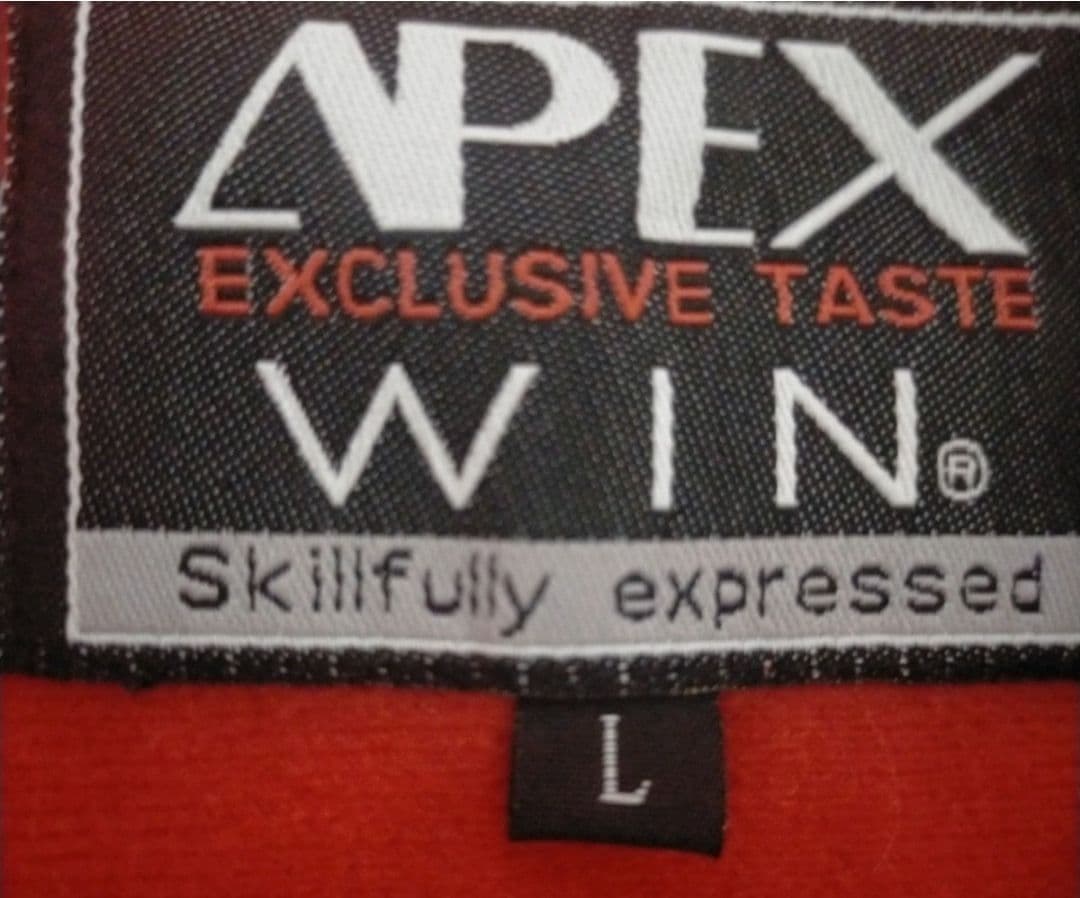 APEX
EXCLUSIVE TASTE
WIN®
Skillfully expressed
L